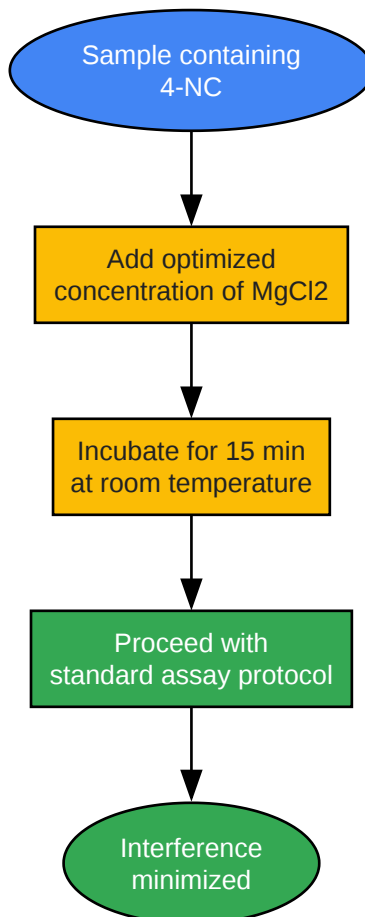 Sample containing
4-NC
Add optimized
concentration of MgCl2
Incubate for 15 min
at room temperature
Proceed with
standard assay protocol
Interference
minimized